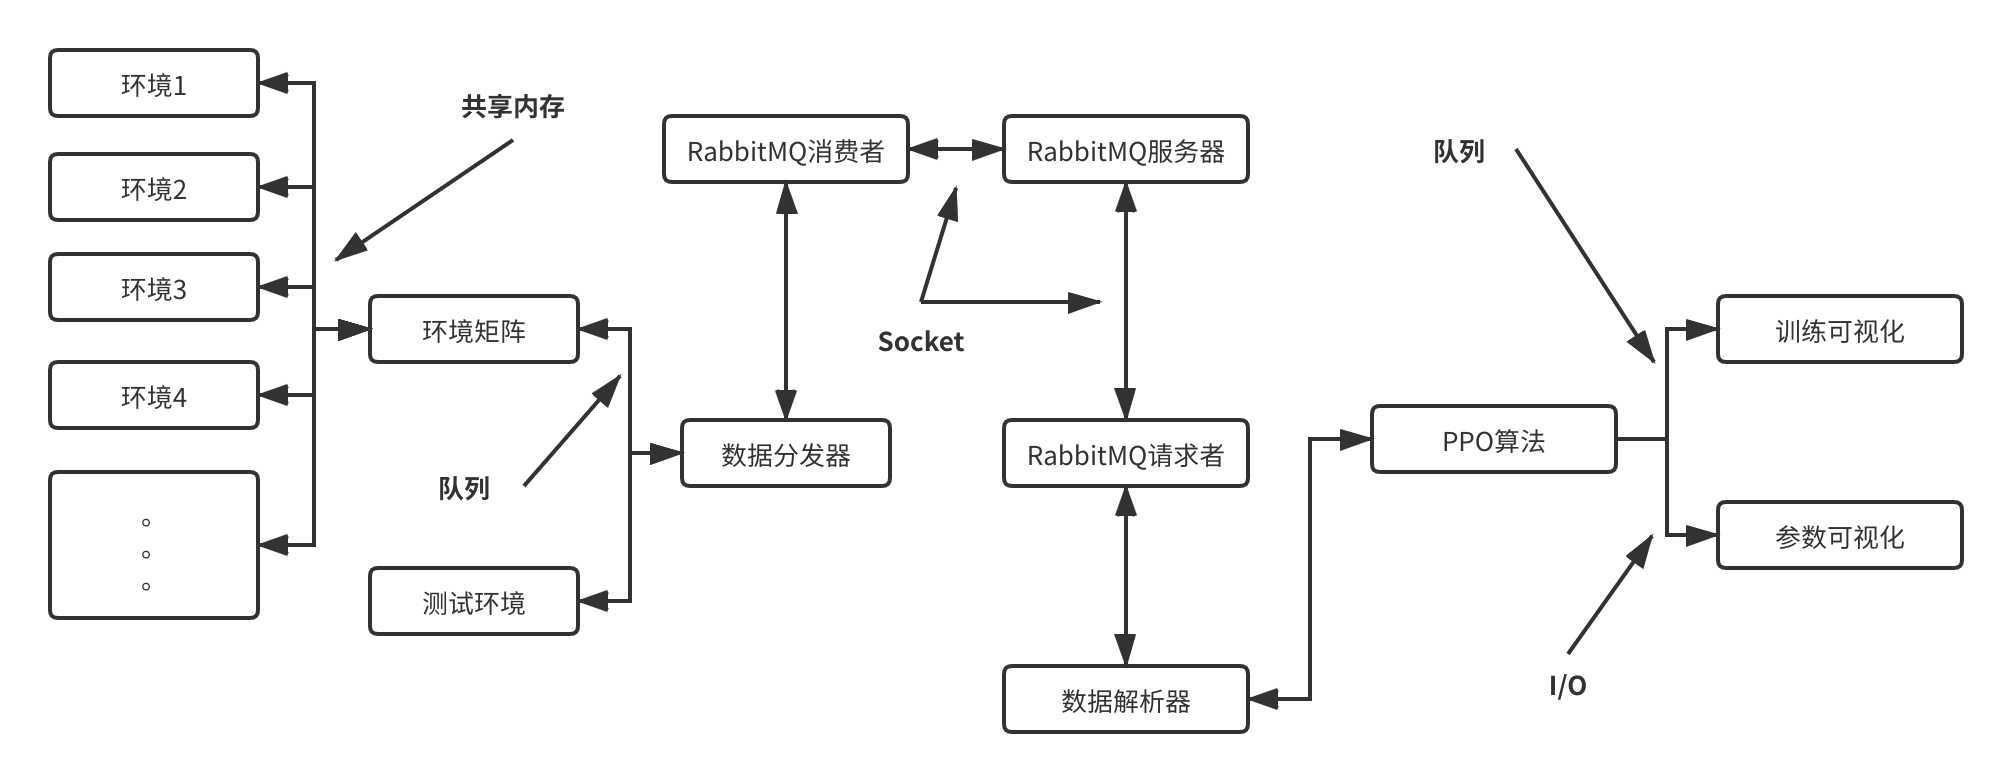 环境1
环境2
环境3
环境4
。
。
。
共享内存
环境矩阵
队列
测试环境
RabbitMQ消费者
RabbitMQ服务器
Socket
数据分发器
RabbitMQ请求者
数据解析器
队列
PPO算法
训练可视化
参数可视化
I/O